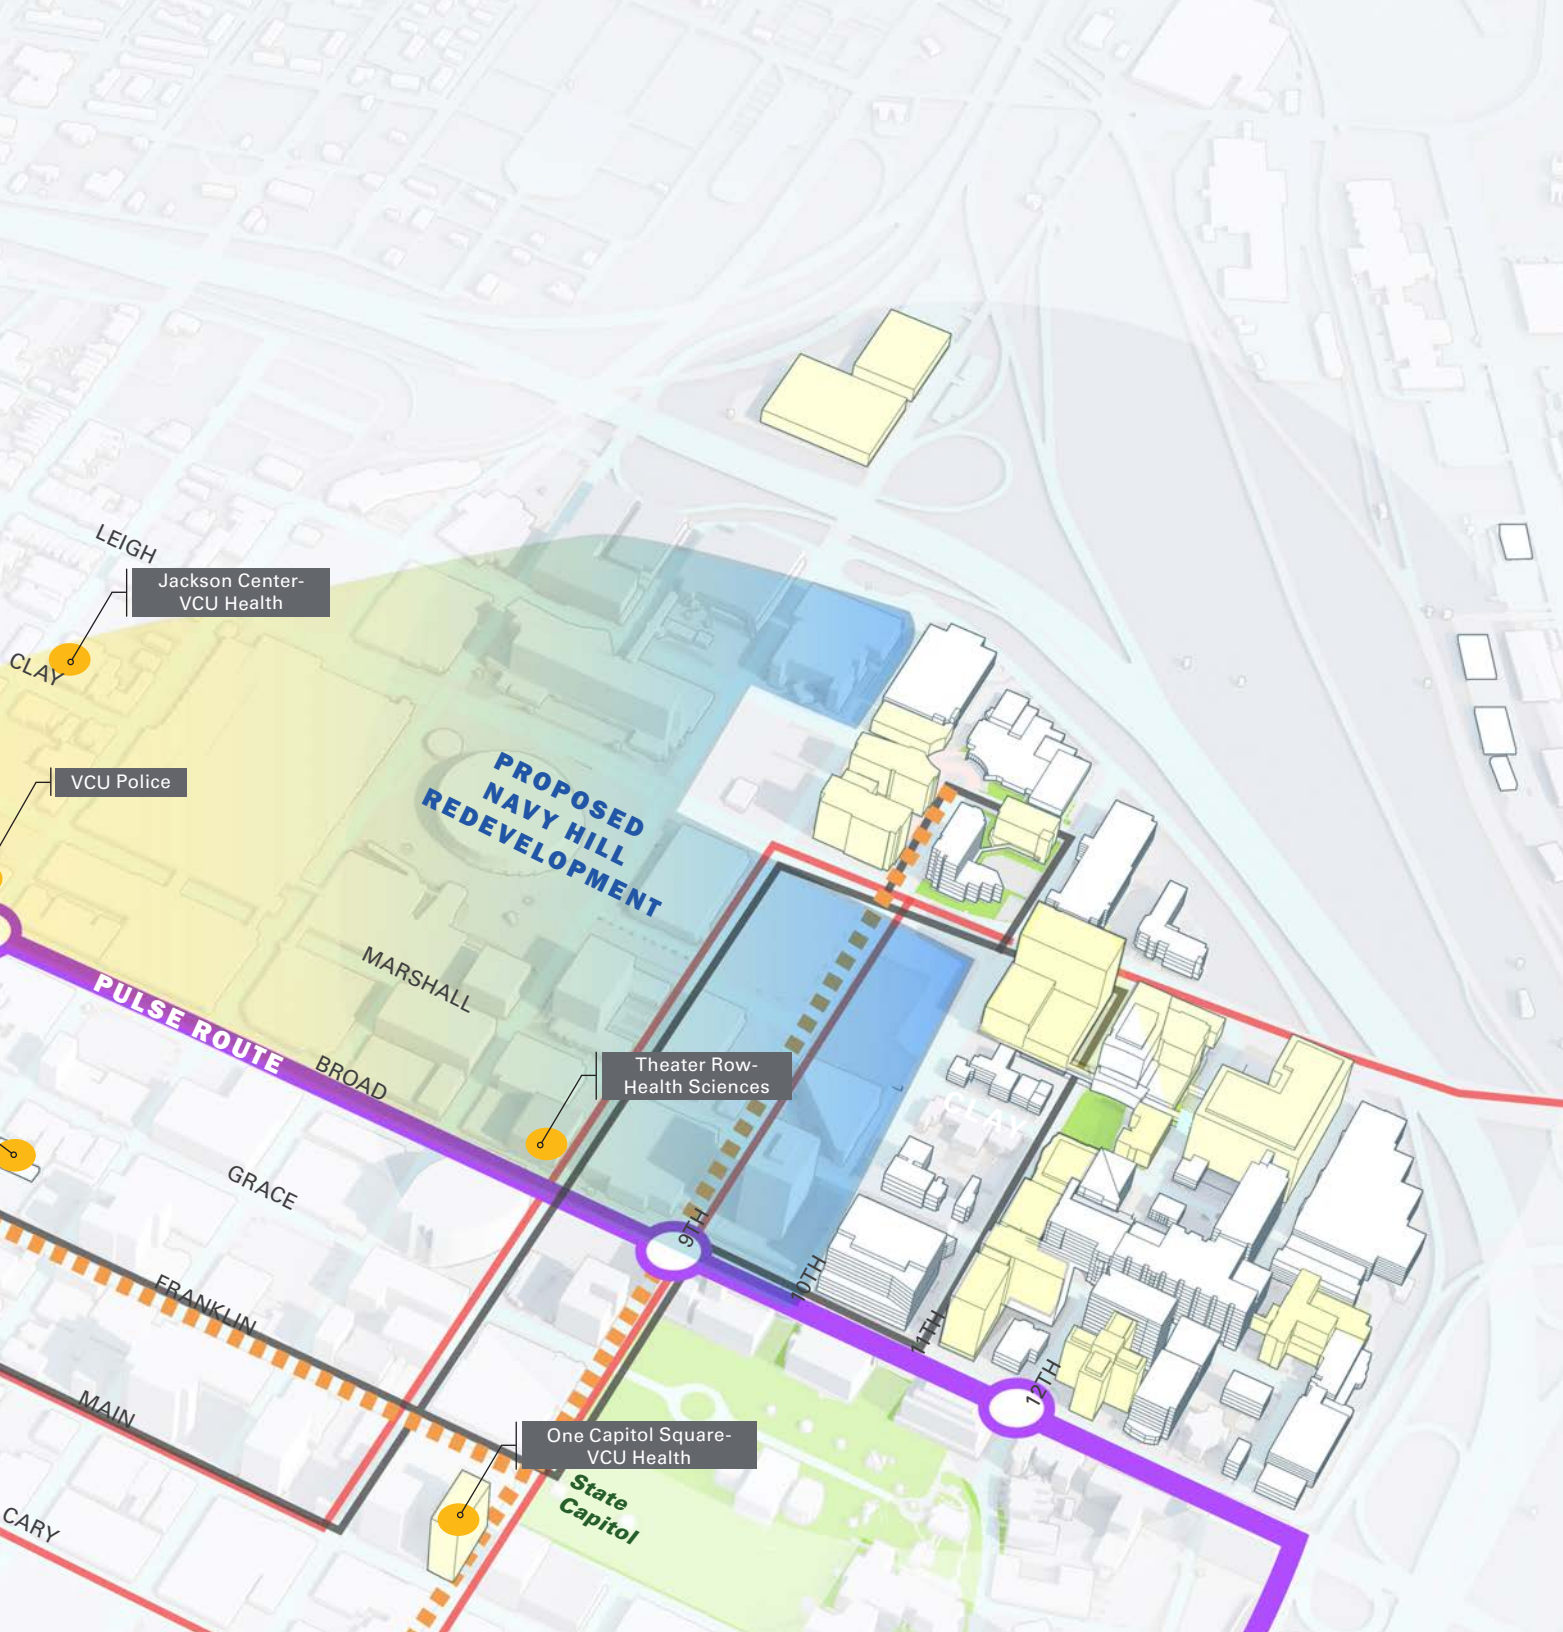 LEIGH
Jackson Center-
VCU Health
CLAY
VCU Police
PROPOSED
NAVY HILL
REDEVELOPMENT
MARSHALL
PULSE ROUTE
BROAD
Theater Row-
Health Sciences
CLAY
GRACE
9TH
10TH
FRANKLIN
11TH
12TH
MAIN
One Capitol Square-
VCU Health
State
Capitol
CARY